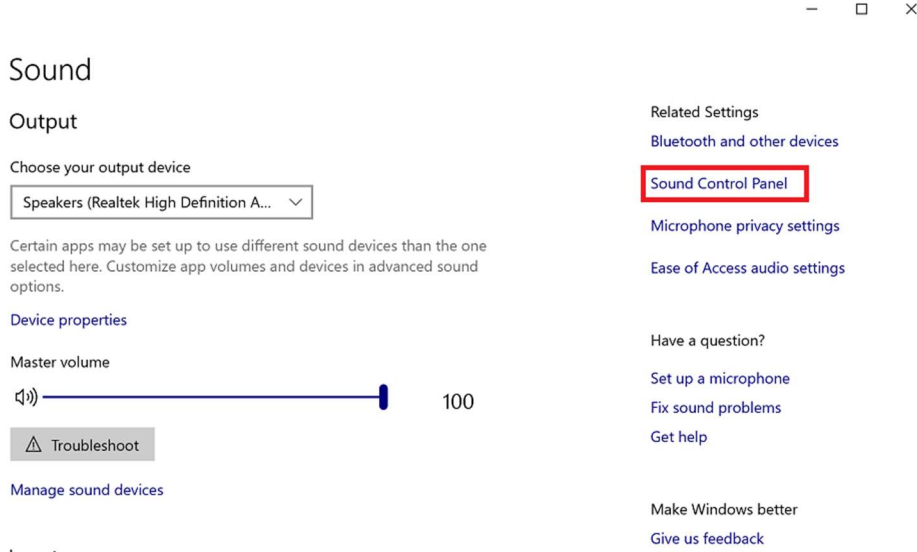 Sound
Output
Choose your output device
Speakers (Realtek High Definition A...
Certain apps may be set up to use different sound devices than the one
selected here. Customize app volumes and devices in advanced sound
options.
Device properties
Master volume
100
Troubleshoot
Manage sound devices
Related Settings
Bluetooth and other devices
Sound Control Panel
Microphone privacy settings
Ease of Access audio settings
Have a question?
Set up a microphone
Fix sound problems
Get help
Make Windows better
Give us feedback